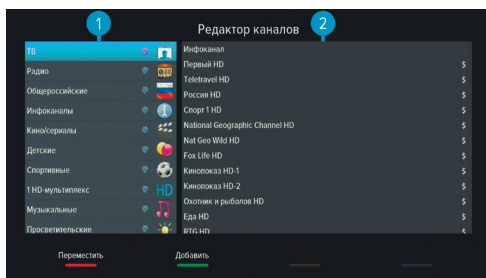 1
2
Редактор каналов
ТВ
Радио
Общероссийские
Инфоканалы
Кино/сериалы
Детские
Спортивные
1 HD-мультиплекс
HD
Музыкальные
Просветительские
Инфоканал
Первый HD $
Teletravel HD $
Россия HD $
Спорт 1 HD $
National Geographic Channel HD $
Nat Geo Wild HD $
Fox Life HD $
Кинопоказ HD-1 $
Кинопоказ HD-2 $
Охотник и рыболов HD $
Еда HD $
RTG HD $
Переместить
Добавить